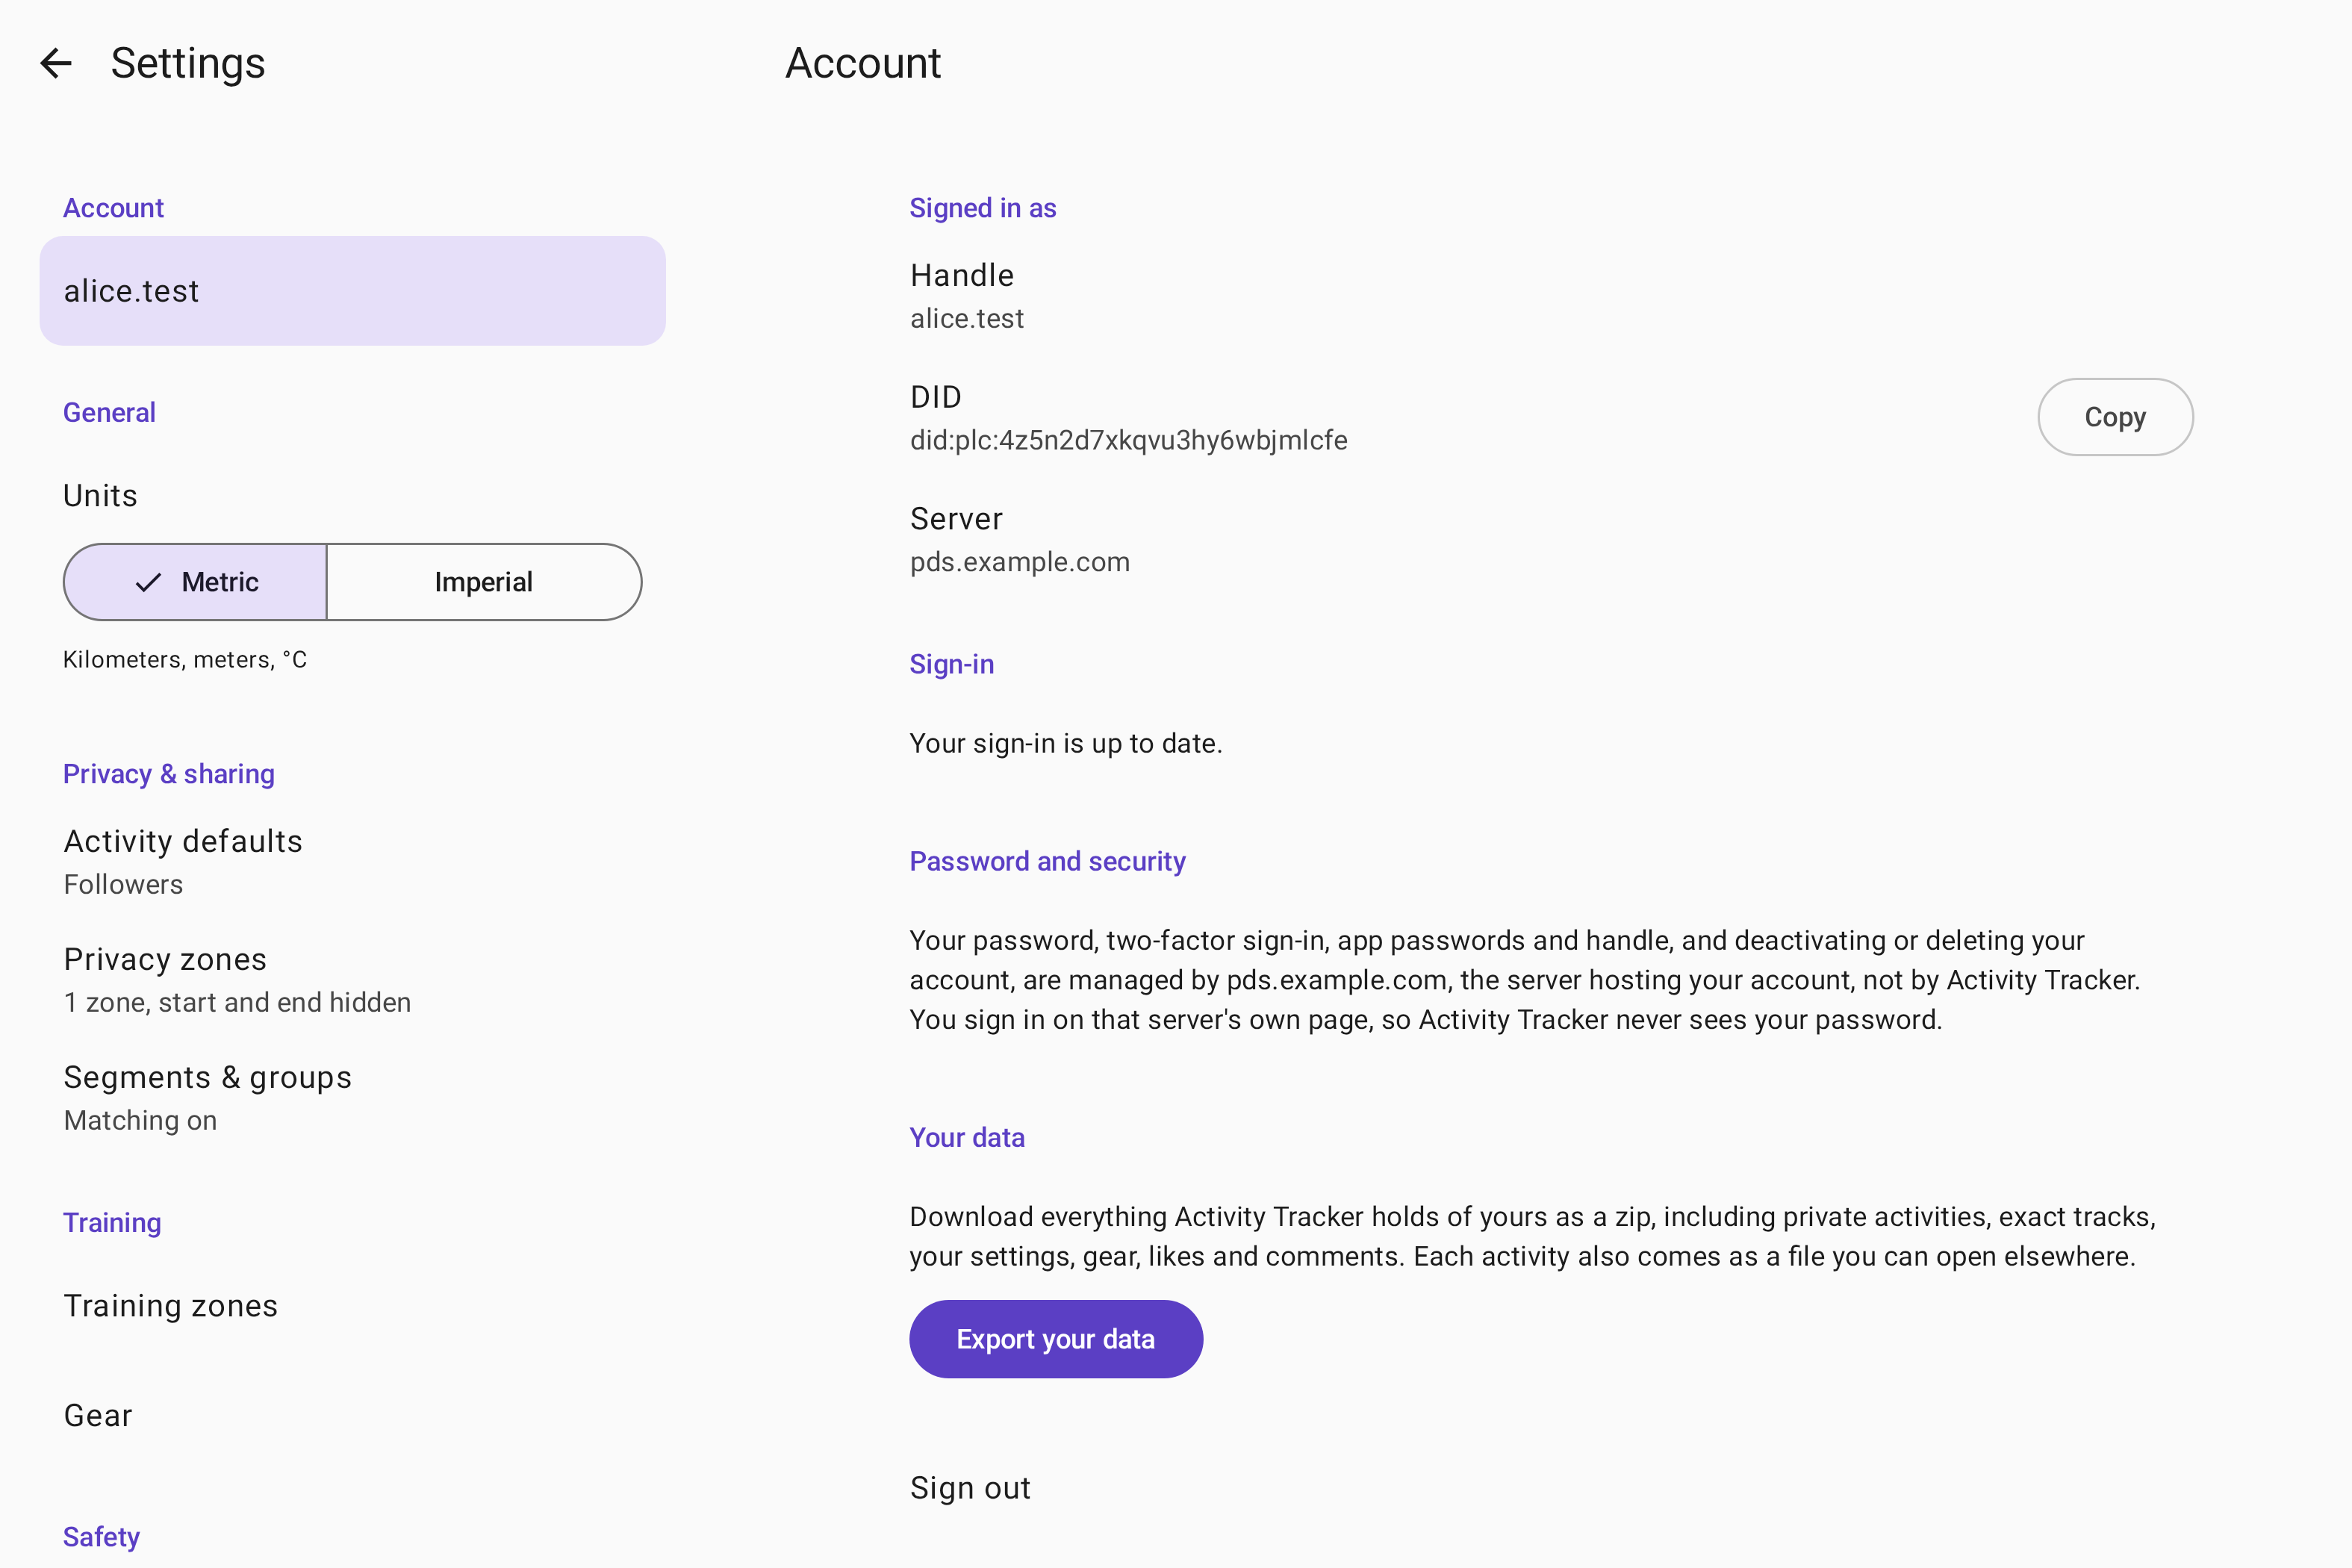 Settings
Account
alice.test
General
Units
Metric
Imperial
Kilometers, meters, °C
Privacy & sharing
Activity defaults
Followers
Privacy zones
1 zone, start and end hidden
Segments & groups
Matching on
Training
Training zones
Gear
Safety
Account
Signed in as
Handle
alice.test
DID
did:plc:4z5n2d7xkqvu3hy6wbjmlcfe
Copy
Server
pds.example.com
Sign-in
Your sign-in is up to date.
Password and security
Your password, two-factor sign-in, app passwords and handle, and deactivating or deleting your
account, are managed by pds.example.com, the server hosting your account, not by Activity Tracker.
You sign in on that server's own page, so Activity Tracker never sees your password.
Your data
Download everything Activity Tracker holds of yours as a zip, including private activities, exact tracks,
your settings, gear, likes and comments. Each activity also comes as a file you can open elsewhere.
Export your data
Sign out